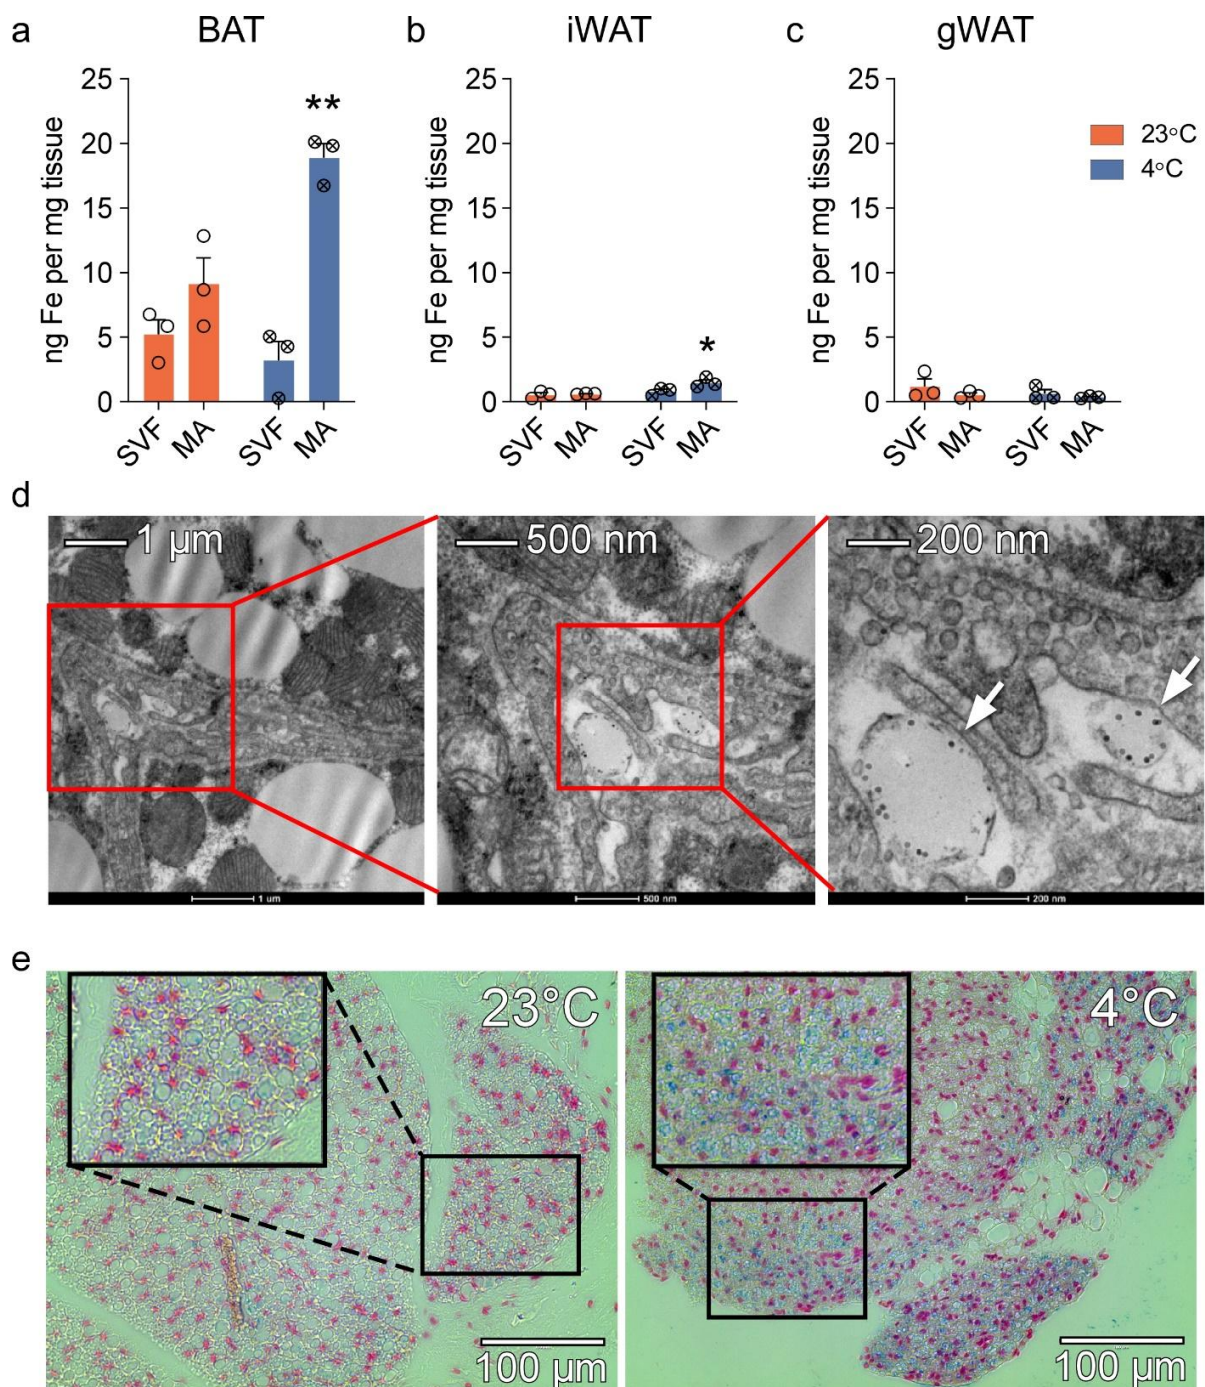 a BAT
b iWAT
c gWAT
ng Fe per mg tissue
25
20
15
10
5
0
**
SVF
MA
SVF
MA
ng Fe per mg tissue
25
20
15
10
5
0
*
SVF
MA
SVF
MA
ng Fe per mg tissue
25
20
15
10
5
0
SVF
MA
SVF
MA
23°C
4°C
d
1 µm
500 nm
200 nm
1 um
500 nm
200 nm
e
23°C
4°C
100 µm
100 µm